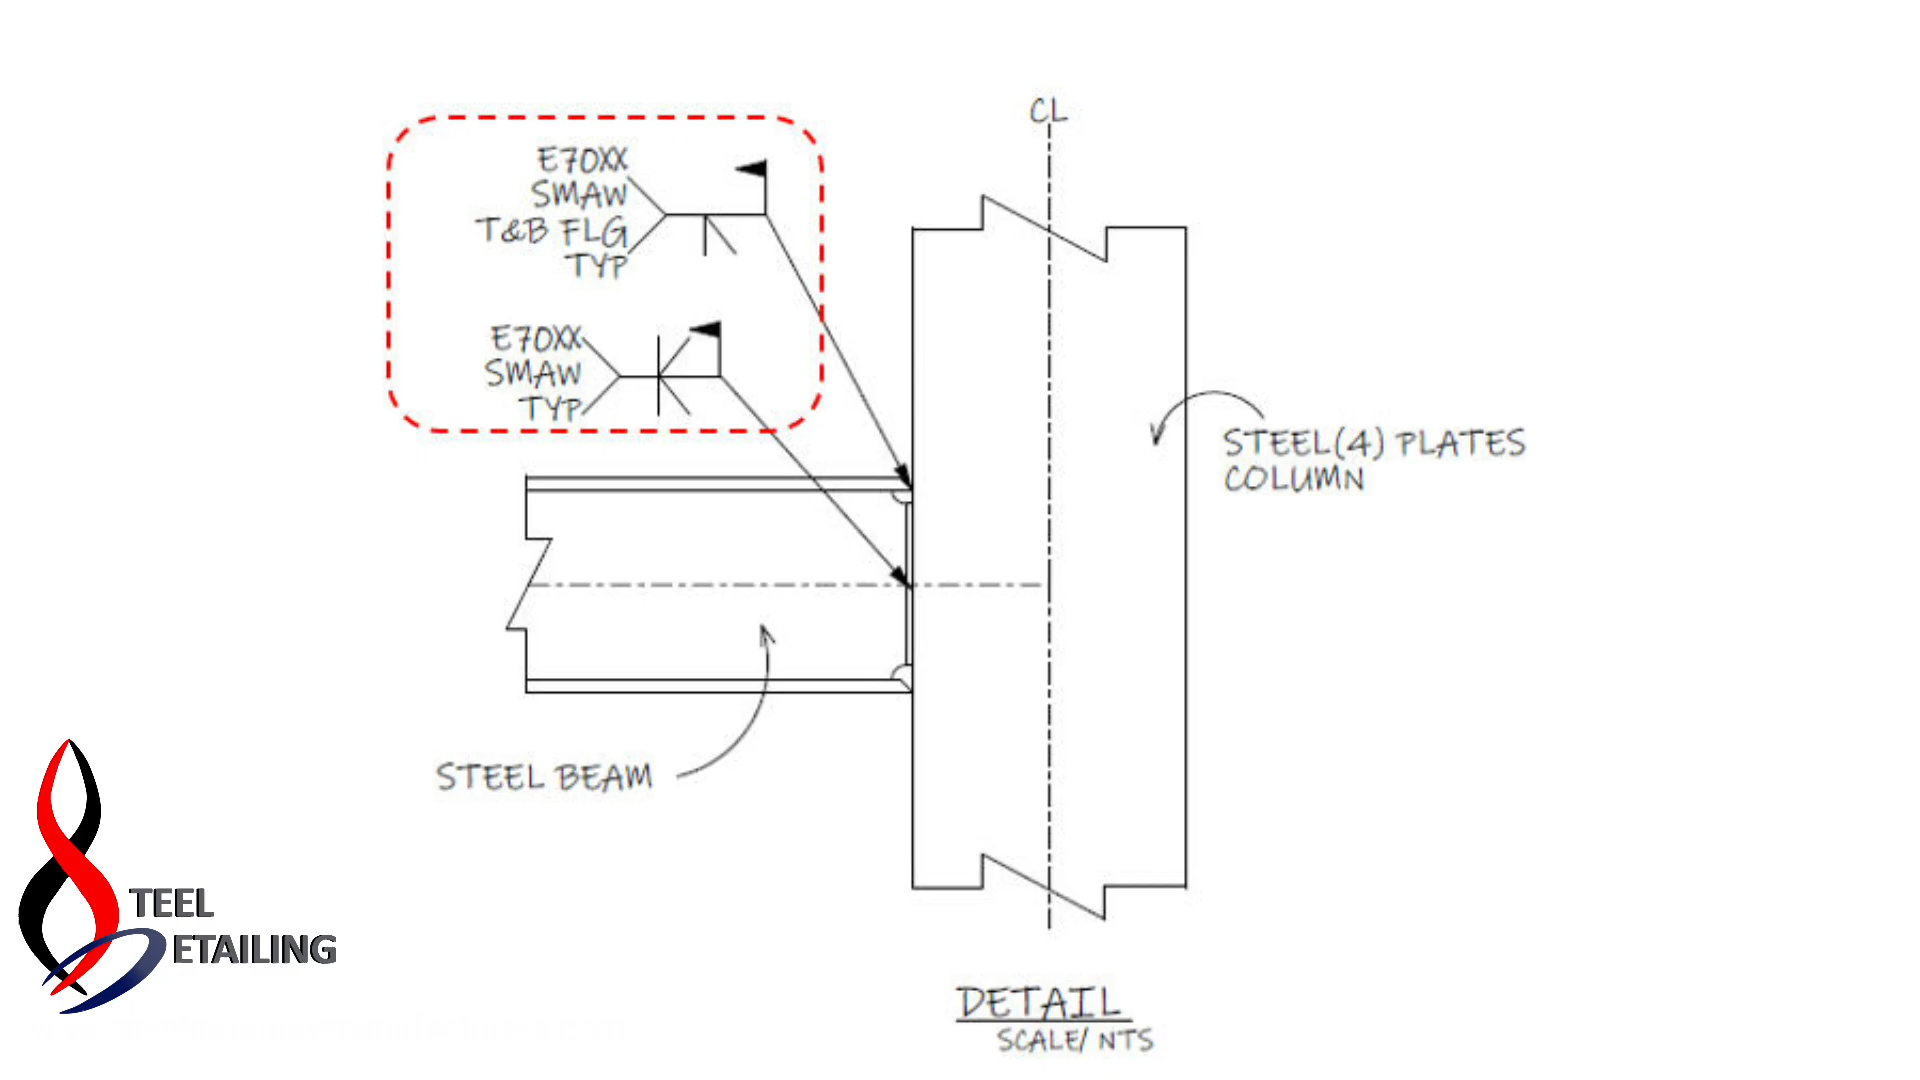 CL
E70XX
SMAW
T&B FLG
TYP
E70XX
SMAW
TYP
STEEL(4) PLATES
COLUMN
STEEL BEAM
TEEL
ETAILING
DETAIL
SCALE/ NTS